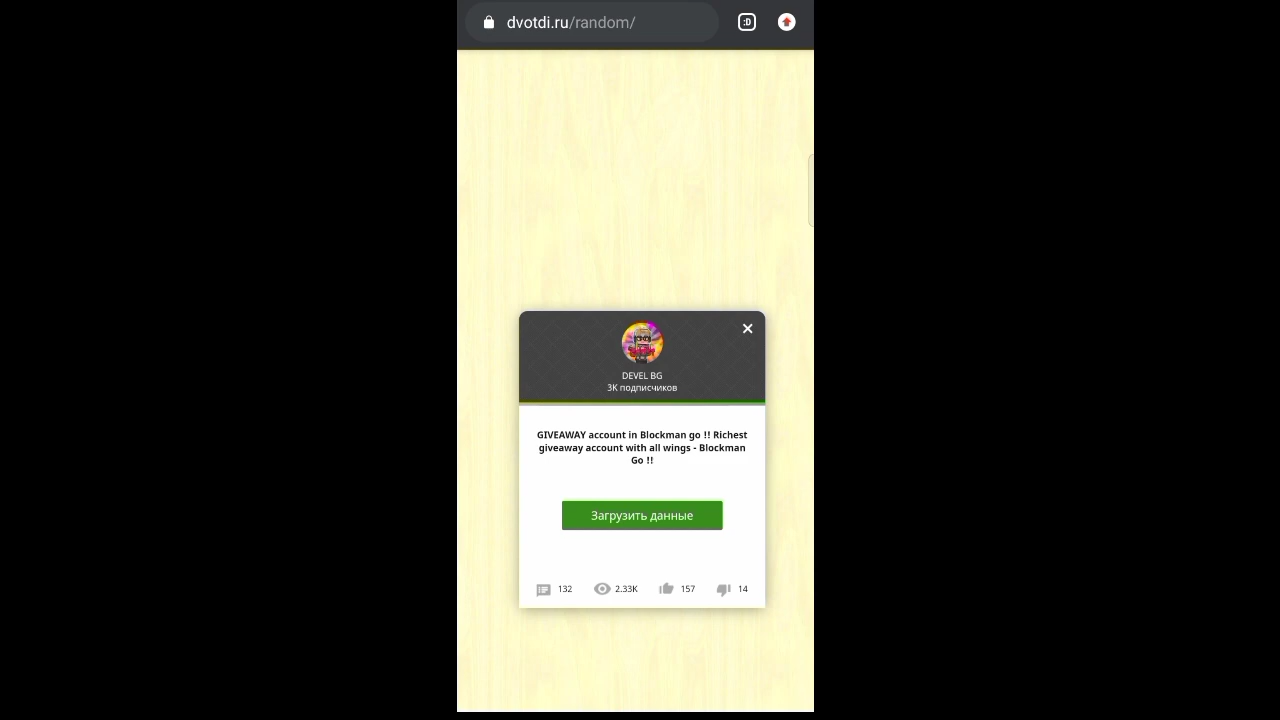 dvotdi.ru/random/
:D
DEVEL BG
3K подписчиков
GIVEAWAY account in Blockman go !! Richest
giveaway account with all wings - Blockman
Go !!
Загрузить данные
132 2.33K 157 14